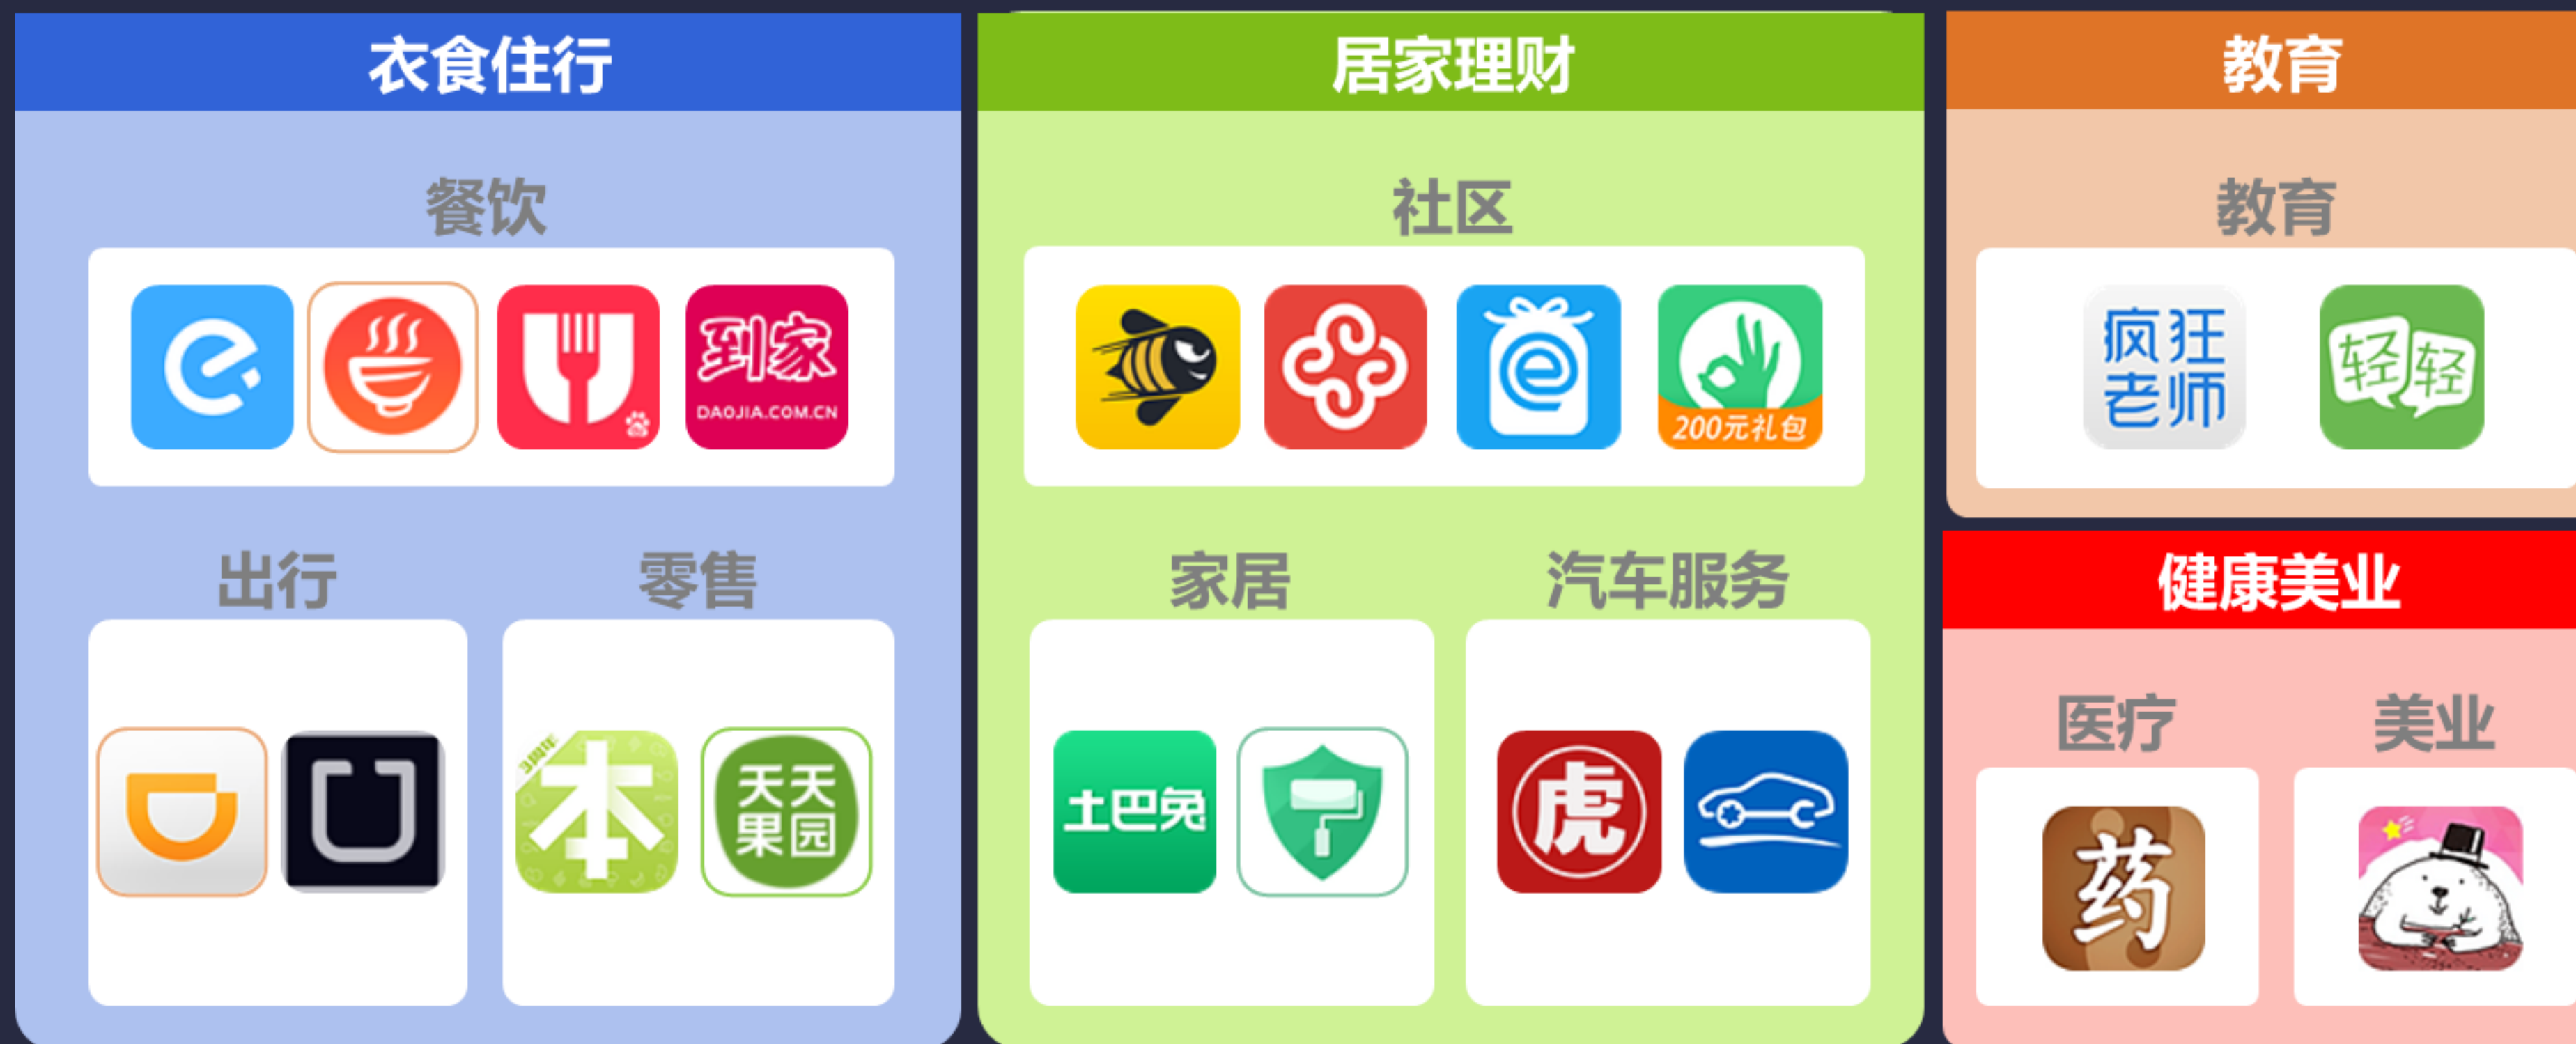 衣食住行
餐饮
到家
DAOJIA.COM.CN
出行
零售
3周年
本
天天
果园
居家理财
社区
200元礼包
家居
土巴兔
汽车服务
虎
教育
教育
疯狂
老师
轻轻
健康美业
医疗
美业
药